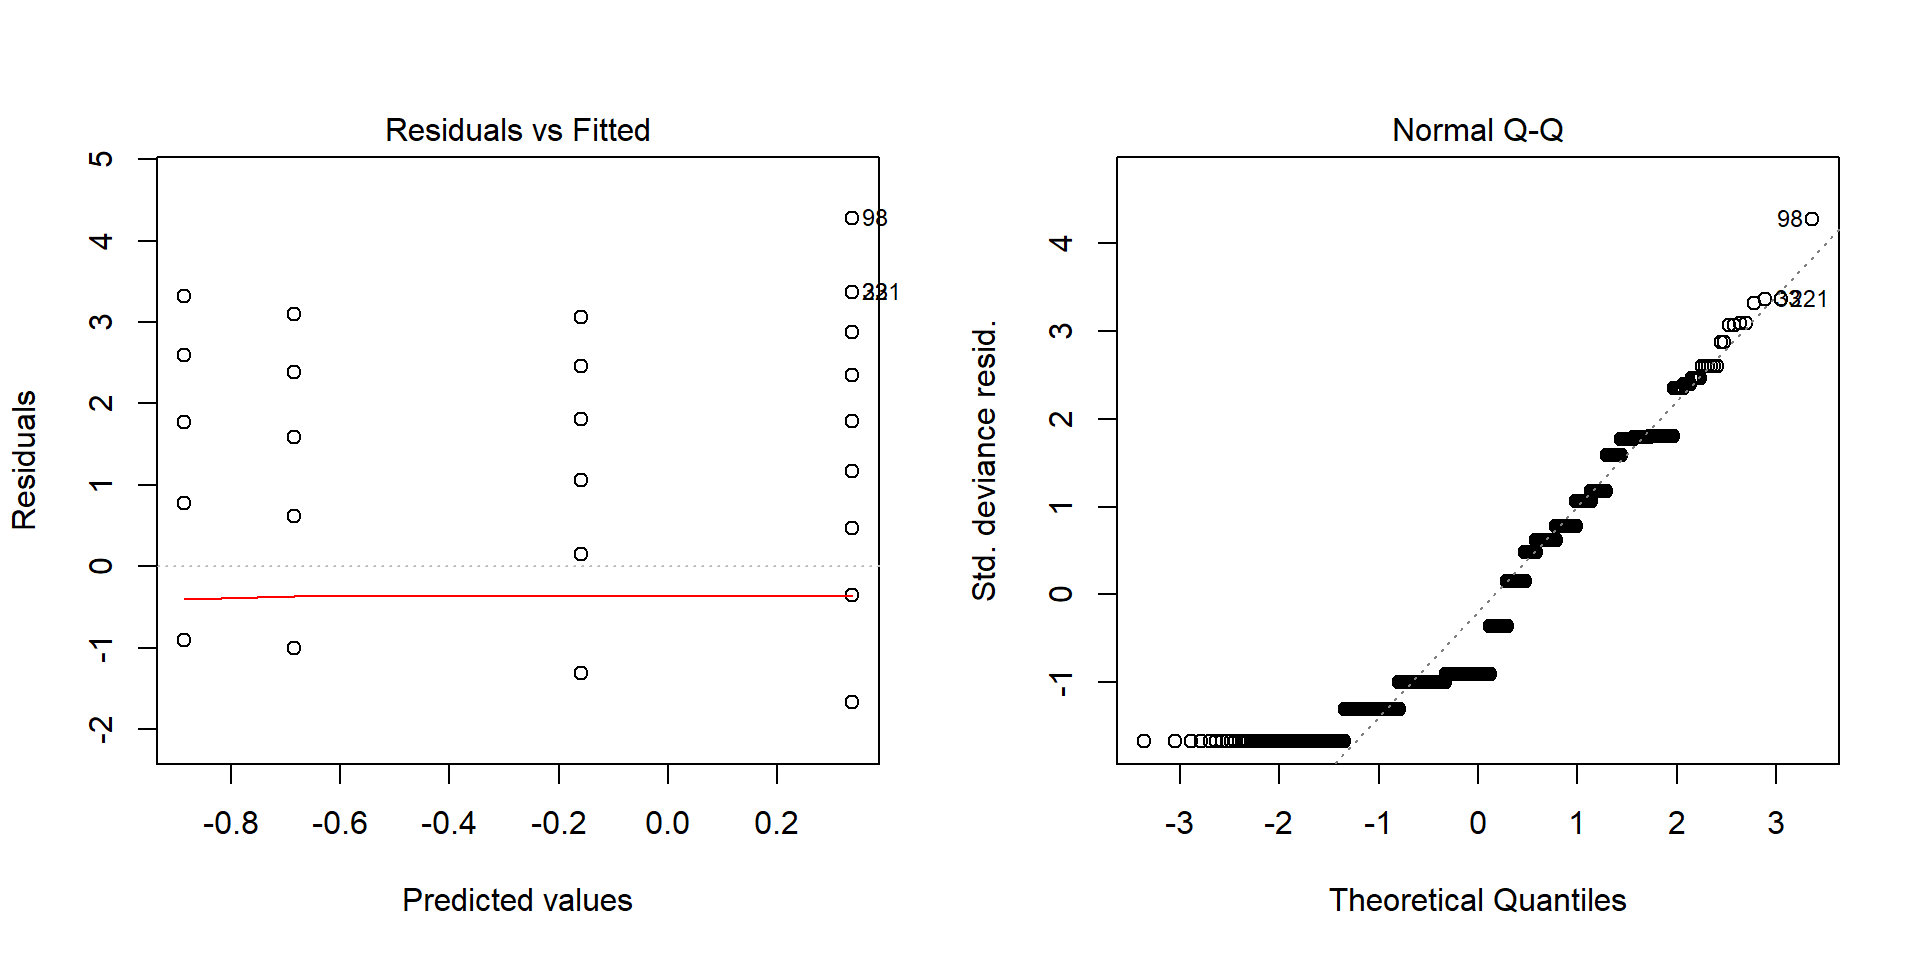 Residuals vs Fitted
Residuals
5
4
3
2
1
0
-1
-2
98
-0.8 -0.6 -0.4 -0.2 0.0 0.2
Predicted values
Normal Q-Q
Std. deviance resid.
4
3
2
1
0
-1
98
-3 -2 -1 0 1 2 3
Theoretical Quantiles